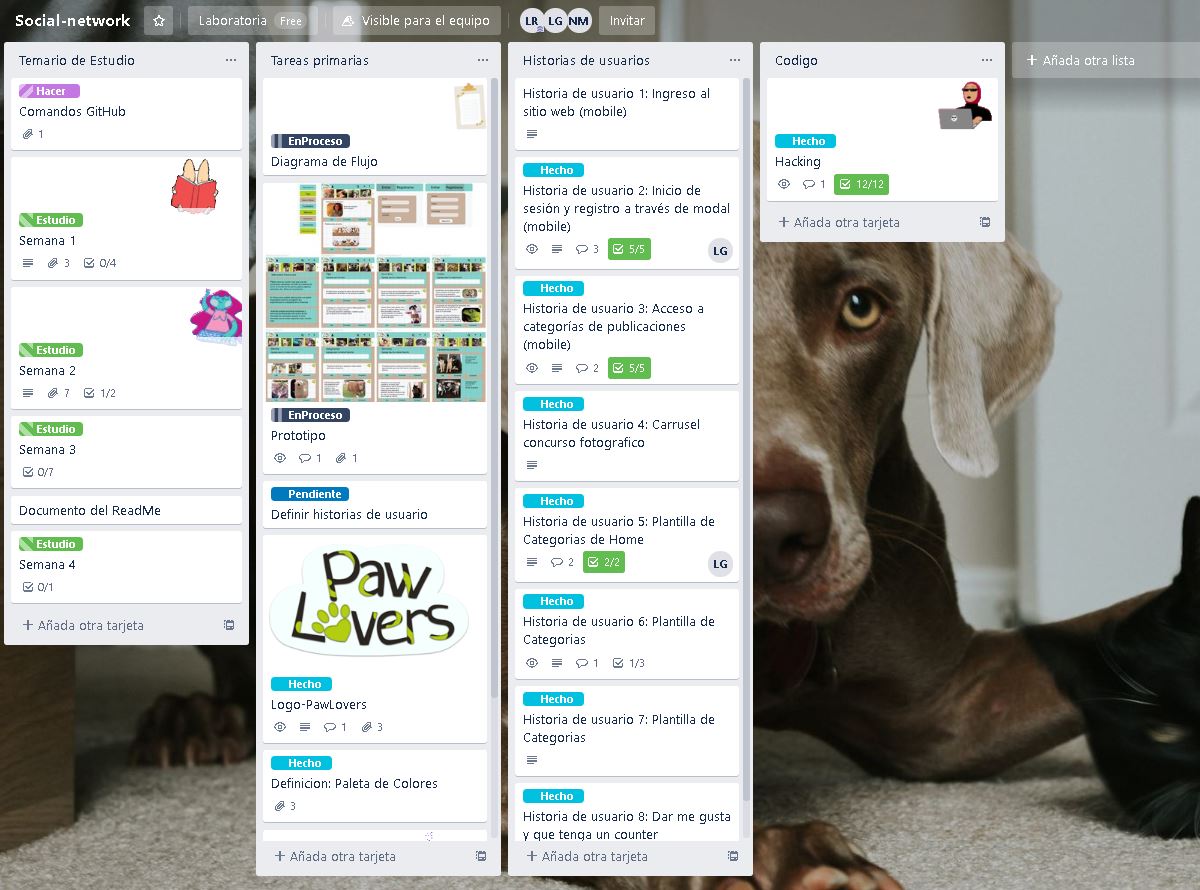 Social-network
Laboratoria Free
Visible para el equipo
LR LG NM
Invitar
Temario de Estudio
Hacer
Comandos GitHub
1
Estudio
Semana 1
3 0/4
Estudio
Semana 2
7 1/2
Estudio
Semana 3
0/7
Documento del ReadMe
Estudio
Semana 4
0/1
+ Añada otra tarjeta
Tareas primarias
EnProceso
Diagrama de Flujo
EnProceso
Prototipo
1 1
Pendiente
Definir historias de usuario
Paw
Lovers
Hecho
Logo-PawLovers
1 3
Hecho
Definicion: Paleta de Colores
3
+ Añada otra tarjeta
Historias de usuarios
Historia de usuario 1: Ingreso al
sitio web (mobile)
Hecho
Historia de usuario 2: Inicio de
sesión y registro a través de modal
(mobile)
3 5/5 LG
Hecho
Historia de usuario 3: Acceso a
categorías de publicaciones
(mobile)
2 5/5
Hecho
Historia de usuario 4: Carrusel
concurso fotografico
Hecho
Historia de usuario 5: Plantilla de
Categorias de Home
2 2/2 LG
Hecho
Historia de usuario 6: Plantilla de
Categorias
1 1/3
Hecho
Historia de usuario 7: Plantilla de
Categorias
Hecho
Historia de usuario 8: Dar me gusta
y que tenga un counter
+ Añada otra tarjeta
Codigo
Hecho
Hacking
1 12/12
+ Añada otra tarjeta
+ Añada otra lista